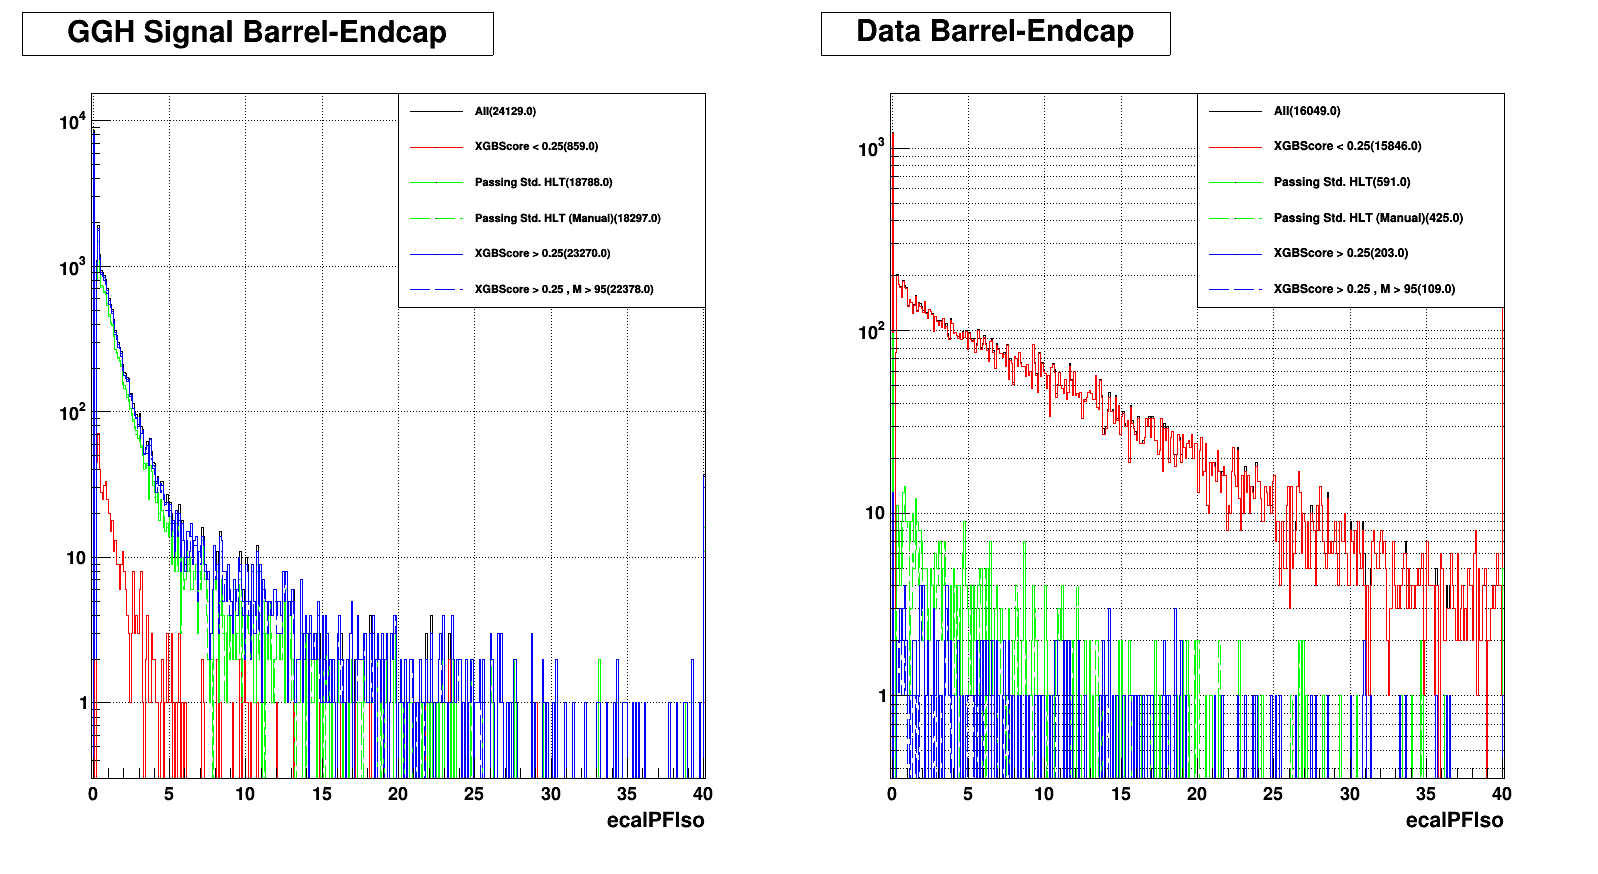 GGH Signal Barrel-Endcap
10^4
10^3
10^2
10
1
All(24129.0)
XGBScore < 0.25(859.0)
Passing Std. HLT(18788.0)
Passing Std. HLT (Manual)(18297.0)
XGBScore > 0.25(23270.0)
XGBScore > 0.25 , M > 95(22378.0)
0 5 10 15 20 25 30 35 40
ecalPFIso
Data Barrel-Endcap
10^3
10^2
10
1
All(16049.0)
XGBScore < 0.25(15846.0)
Passing Std. HLT(591.0)
Passing Std. HLT (Manual)(425.0)
XGBScore > 0.25(203.0)
XGBScore > 0.25 , M > 95(109.0)
0 5 10 15 20 25 30 35 40
ecalPFIso